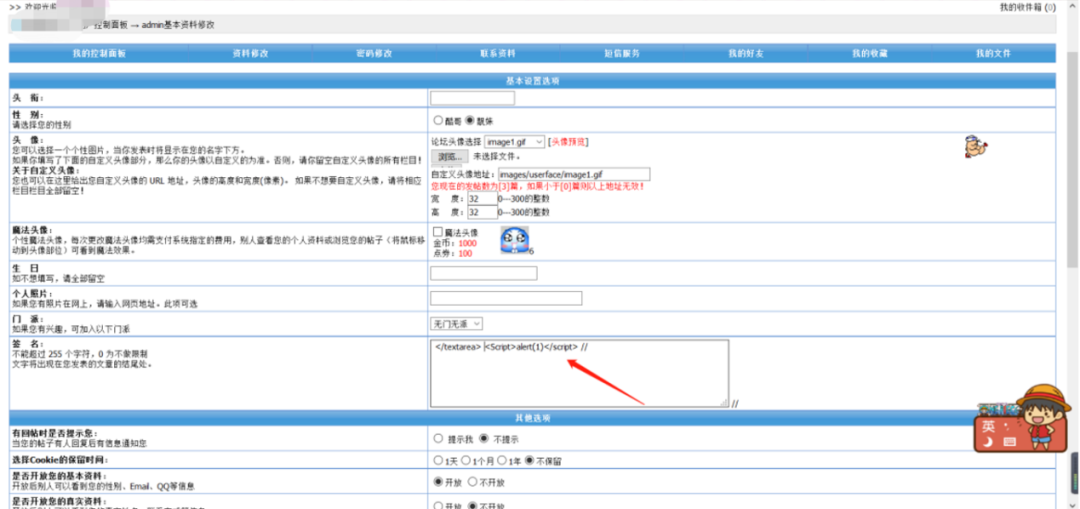 >> 欢迎光临
我的收件箱 (0)
控制面板 → admin基本资料修改
我的控制面板 资料修改 密码修改 联系资料 短信服务 我的好友 我的收藏 我的文件
基本设置选项
头 衔：
性 别：
请选择您的性别
酷哥 靓妹
头 像：
您可以选择一个个性图片，当你发表时将显示在您的名字下方。
如果你填写了下面的自定义头像部分，那么你的头像以自定义的为准。否则，请你留空自定义头像的所有栏目！
关于自定义头像：
你也可以在这里给出您自定义头像的 URL 地址，头像的高度和宽度(像素)。 如果不想要自定义头像，请将相应
栏目栏目全部留空！
论坛头像选择 image1.gif [头像预览]
浏览... 未选择文件。
自定义头像地址： images/userface/image1.gif
您现在的发帖数为[3]篇，如果小于[0]篇则以上地址无效！
宽 度： 32 0---300的整数
高 度： 32 0---300的整数
魔法头像：
个性魔法头像，每次更改魔法头像均需支付系统指定的费用，别人查看您的个人资料或浏览您的帖子（将鼠标移
动到头像部位）可看到魔法效果。
魔法头像
金币：1000
点券：100
6
生 日
如不想填写，请全部留空
个人照片：
如果您有照片在网上，请输入网页地址。此项可选
门 派：
如果您有兴趣，可加入以下门派
无门无派
签 名：
不能超过 255 个字符，0 为不做限制
文字将出现在您发表的文章的结尾处。
</textarea> <Script>alert(1)</script> //
//
其他选项
有回帖时是否提示您：
当您的帖子有人回复后有信息通知您
提示我 不提示
选择Cookie的保留时间：
1天 1个月 1年 不保留
是否开放您的基本资料：
开放后别人可以看到您的性别、Email、QQ等信息
开放 不开放
是否开放您的真实资料：
开放 不开放
英